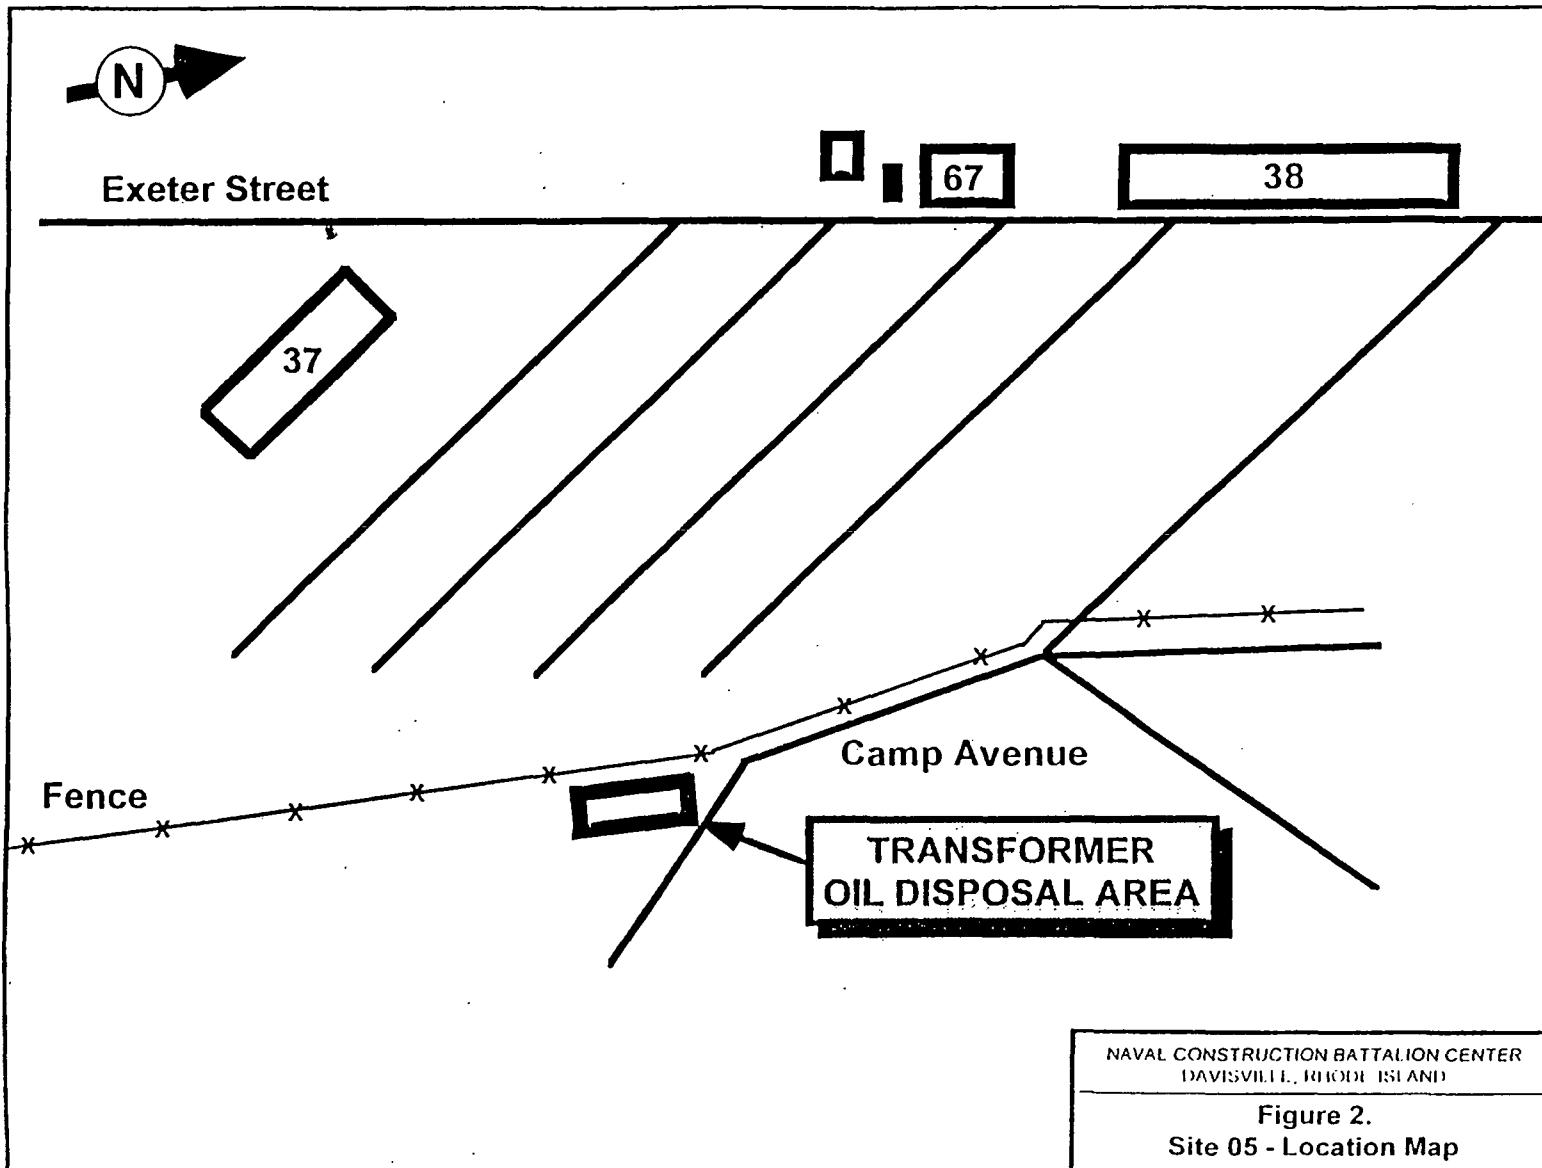 N
Exeter Street
67
38
37
Camp Avenue
Fence
TRANSFORMER
OIL DISPOSAL AREA
NAVAL CONSTRUCTION BATTALION CENTER
DAVISVILLE, RHODE ISLAND
Figure 2.
Site 05 - Location Map